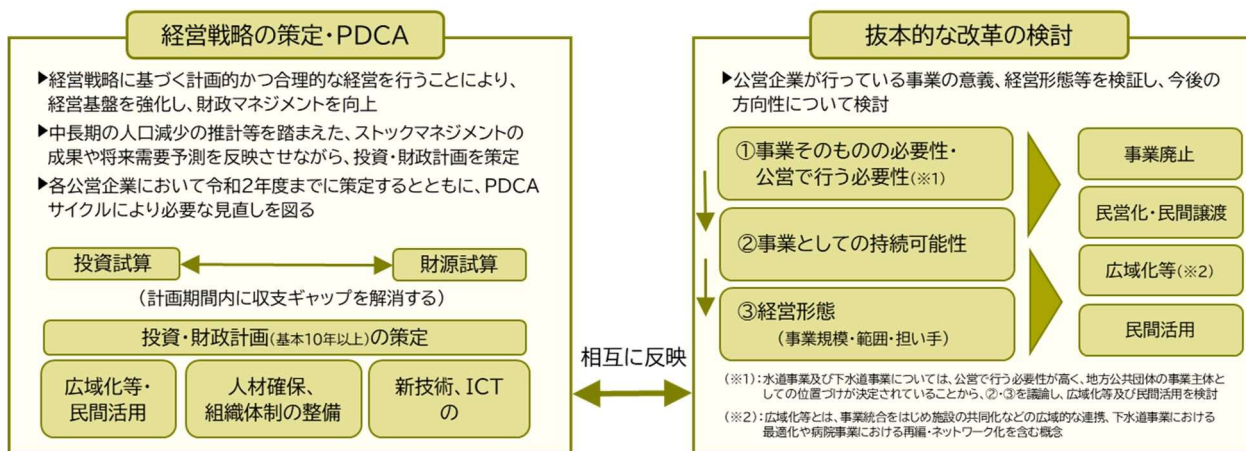 経営戦略の策定・PDCA
▶経営戦略に基づく計画的かつ合理的な経営を行うことにより、
経営基盤を強化し、財政マネジメントを向上
▶中長期の人口減少の推計等を踏まえた、ストックマネジメントの
成果や将来需要予測を反映させながら、投資・財政計画を策定
▶各公営企業において令和2年度までに策定するとともに、PDCA
サイクルにより必要な見直しを図る
投資試算
財源試算
(計画期間内に収支ギャップを解消する)
投資・財政計画(基本10年以上)の策定
広域化等・
民間活用
人材確保、
組織体制の整備
新技術、ICT
の
相互に反映
抜本的な改革の検討
▶公営企業が行っている事業の意義、経営形態等を検証し、今後の
方向性について検討
①事業そのものの必要性・
公営で行う必要性(※1)
②事業としての持続可能性
③経営形態
(事業規模・範囲・担い手)
事業廃止
民営化・民間譲渡
広域化等(※2)
民間活用
(※1):水道事業及び下水道事業については、公営で行う必要性が高く、地方公共団体の事業主体と
しての位置づけが決定されていることから、②・③を議論し、広域化等及び民間活用を検討
(※2):広域化等とは、事業統合をはじめ施設の共同化などの広域的な連携、下水道事業における
最適化や病院事業における再編・ネットワーク化を含む概念